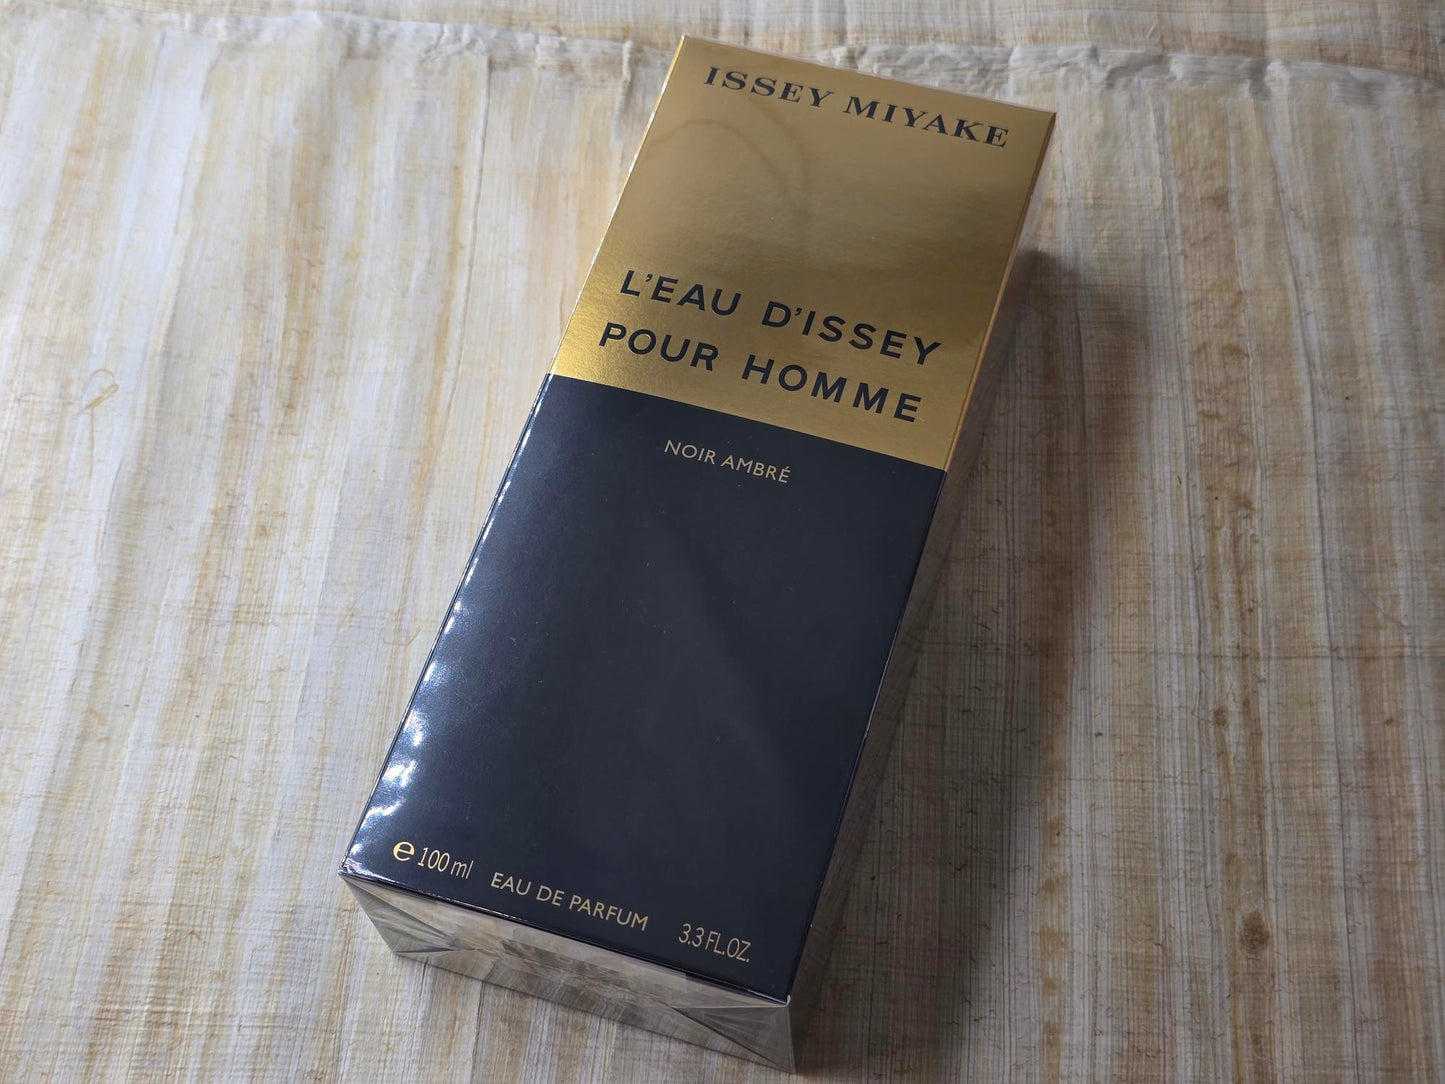 ISSEY MIYAKE
L'EAU D'ISSEY
POUR HOMME
NOIR AMBRÉ
℮ 100 ml EAU DE PARFUM 3.3 FL.OZ.